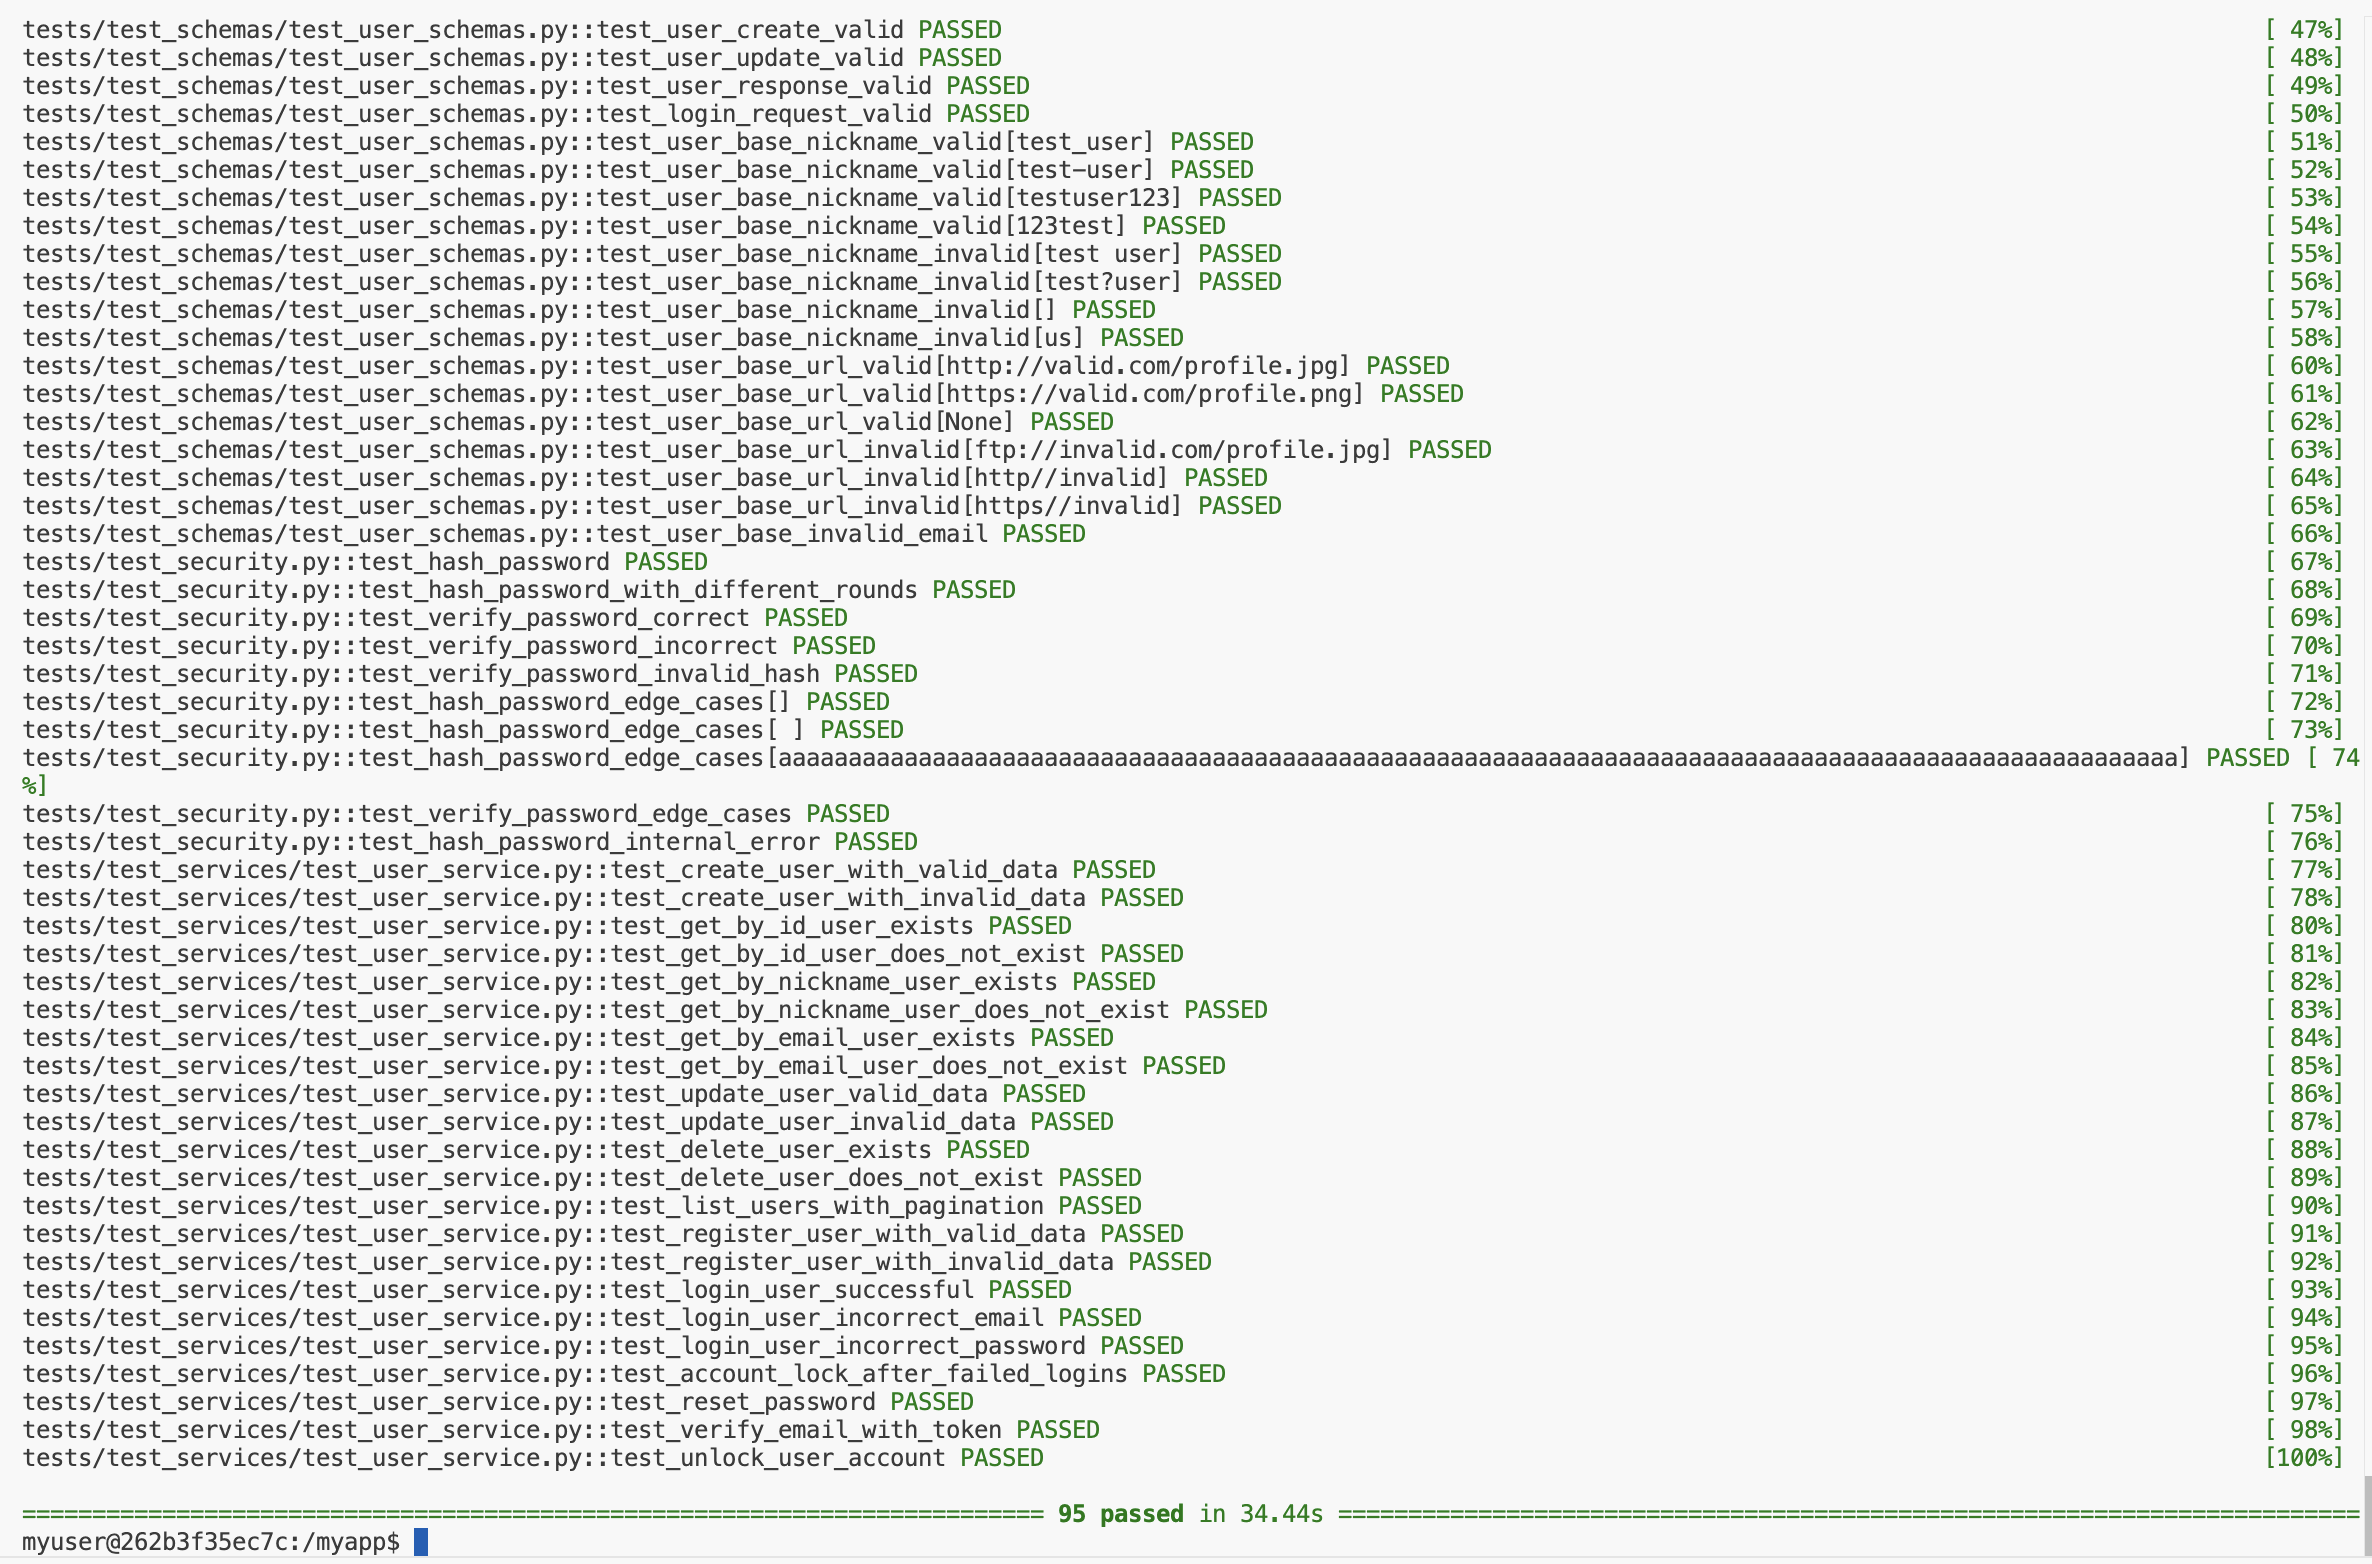 tests/test_schemas/test_user_schemas.py::test_user_create_valid PASSED [ 47%]
tests/test_schemas/test_user_schemas.py::test_user_update_valid PASSED [ 48%]
tests/test_schemas/test_user_schemas.py::test_user_response_valid PASSED [ 49%]
tests/test_schemas/test_user_schemas.py::test_login_request_valid PASSED [ 50%]
tests/test_schemas/test_user_schemas.py::test_user_base_nickname_valid[test_user] PASSED [ 51%]
tests/test_schemas/test_user_schemas.py::test_user_base_nickname_valid[test-user] PASSED [ 52%]
tests/test_schemas/test_user_schemas.py::test_user_base_nickname_valid[testuser123] PASSED [ 53%]
tests/test_schemas/test_user_schemas.py::test_user_base_nickname_valid[123test] PASSED [ 54%]
tests/test_schemas/test_user_schemas.py::test_user_base_nickname_invalid[test user] PASSED [ 55%]
tests/test_schemas/test_user_schemas.py::test_user_base_nickname_invalid[test?user] PASSED [ 56%]
tests/test_schemas/test_user_schemas.py::test_user_base_nickname_invalid[] PASSED [ 57%]
tests/test_schemas/test_user_schemas.py::test_user_base_nickname_invalid[us] PASSED [ 58%]
tests/test_schemas/test_user_schemas.py::test_user_base_url_valid[http://valid.com/profile.jpg] PASSED [ 60%]
tests/test_schemas/test_user_schemas.py::test_user_base_url_valid[https://valid.com/profile.png] PASSED [ 61%]
tests/test_schemas/test_user_schemas.py::test_user_base_url_valid[None] PASSED [ 62%]
tests/test_schemas/test_user_schemas.py::test_user_base_url_invalid[ftp://invalid.com/profile.jpg] PASSED [ 63%]
tests/test_schemas/test_user_schemas.py::test_user_base_url_invalid[http//invalid] PASSED [ 64%]
tests/test_schemas/test_user_schemas.py::test_user_base_url_invalid[https//invalid] PASSED [ 65%]
tests/test_schemas/test_user_schemas.py::test_user_base_invalid_email PASSED [ 66%]
tests/test_security.py::test_hash_password PASSED [ 67%]
tests/test_security.py::test_hash_password_with_different_rounds PASSED [ 68%]
tests/test_security.py::test_verify_password_correct PASSED [ 69%]
tests/test_security.py::test_verify_password_incorrect PASSED [ 70%]
tests/test_security.py::test_verify_password_invalid_hash PASSED [ 71%]
tests/test_security.py::test_hash_password_edge_cases[] PASSED [ 72%]
tests/test_security.py::test_hash_password_edge_cases[ ] PASSED [ 73%]
tests/test_security.py::test_hash_password_edge_cases[aaaaaaaaaaaaaaaaaaaaaaaaaaaaaaaaaaaaaaaaaaaaaaaaaaaaaaaaaaaaaaaaaaaaaaaaaaaaaaaaaaaaaaaaaaaaaaaaaaaa] PASSED [ 74
%]
tests/test_security.py::test_verify_password_edge_cases PASSED [ 75%]
tests/test_security.py::test_hash_password_internal_error PASSED [ 76%]
tests/test_services/test_user_service.py::test_create_user_with_valid_data PASSED [ 77%]
tests/test_services/test_user_service.py::test_create_user_with_invalid_data PASSED [ 78%]
tests/test_services/test_user_service.py::test_get_by_id_user_exists PASSED [ 80%]
tests/test_services/test_user_service.py::test_get_by_id_user_does_not_exist PASSED [ 81%]
tests/test_services/test_user_service.py::test_get_by_nickname_user_exists PASSED [ 82%]
tests/test_services/test_user_service.py::test_get_by_nickname_user_does_not_exist PASSED [ 83%]
tests/test_services/test_user_service.py::test_get_by_email_user_exists PASSED [ 84%]
tests/test_services/test_user_service.py::test_get_by_email_user_does_not_exist PASSED [ 85%]
tests/test_services/test_user_service.py::test_update_user_valid_data PASSED [ 86%]
tests/test_services/test_user_service.py::test_update_user_invalid_data PASSED [ 87%]
tests/test_services/test_user_service.py::test_delete_user_exists PASSED [ 88%]
tests/test_services/test_user_service.py::test_delete_user_does_not_exist PASSED [ 89%]
tests/test_services/test_user_service.py::test_list_users_with_pagination PASSED [ 90%]
tests/test_services/test_user_service.py::test_register_user_with_valid_data PASSED [ 91%]
tests/test_services/test_user_service.py::test_register_user_with_invalid_data PASSED [ 92%]
tests/test_services/test_user_service.py::test_login_user_successful PASSED [ 93%]
tests/test_services/test_user_service.py::test_login_user_incorrect_email PASSED [ 94%]
tests/test_services/test_user_service.py::test_login_user_incorrect_password PASSED [ 95%]
tests/test_services/test_user_service.py::test_account_lock_after_failed_logins PASSED [ 96%]
tests/test_services/test_user_service.py::test_reset_password PASSED [ 97%]
tests/test_services/test_user_service.py::test_verify_email_with_token PASSED [ 98%]
tests/test_services/test_user_service.py::test_unlock_user_account PASSED [100%]
========================================================================= 95 passed in 34.44s =========================================================================
myuser@262b3f35ec7c:/myapp$